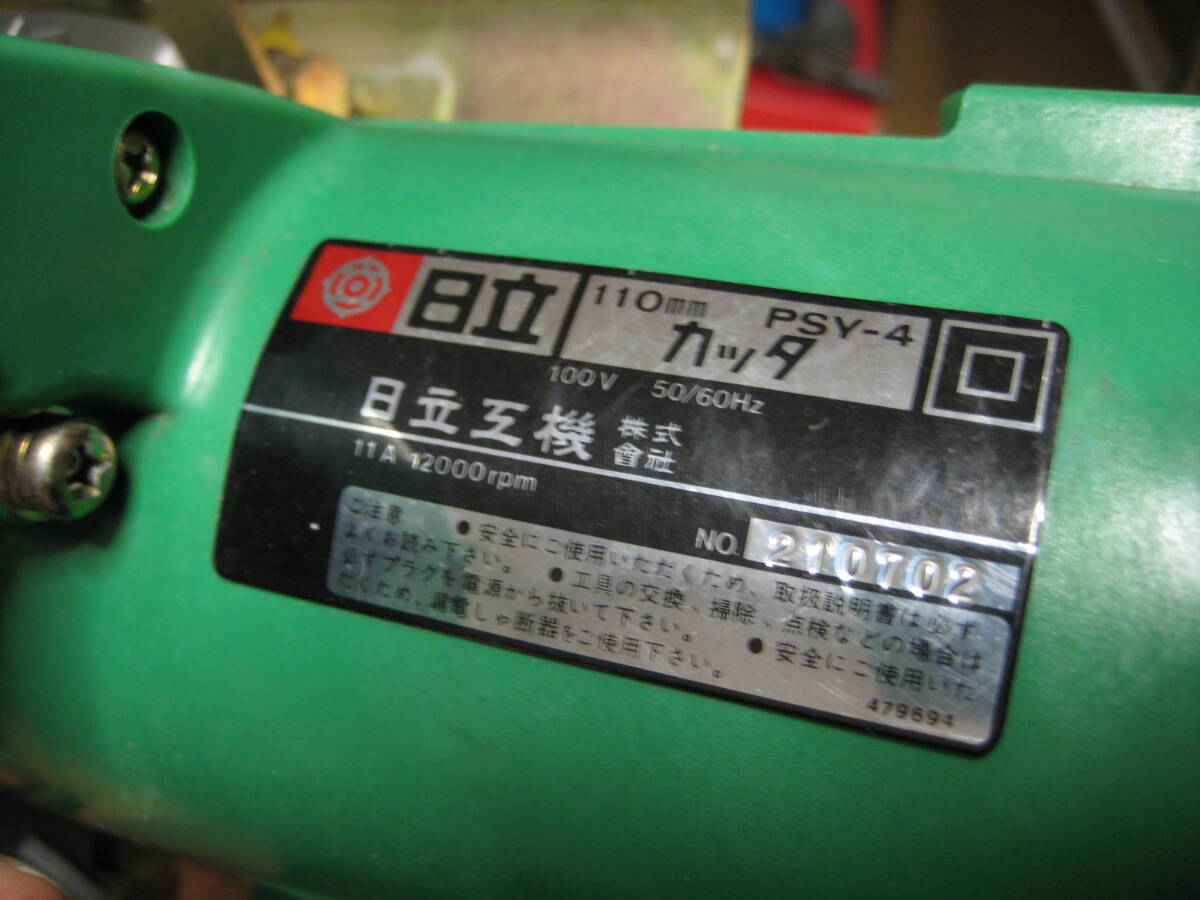 日立
110mm PSY-4
カッタ
100V 50/60Hz
日立工機 株式會社
11A 12000rpm
NO. 210702
ご注意 ●安全にご使用いただくため、取扱説明書は必ず
よくお読み下さい。 ●工具の交換、掃除、点検などの場合は
必ずプラグを電源から抜いて下さい。 ●安全にご使用いた
だくため、漏電しゃ断器をご使用下さい。
479694